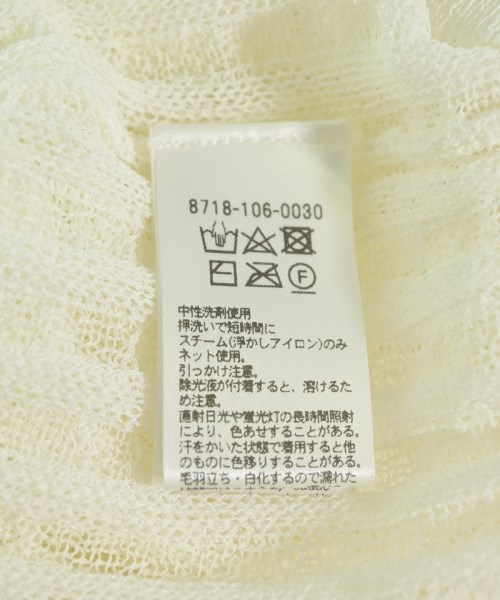 8718-106-0030
F
中性洗剤使用
押洗いで短時間に
スチーム(浮かしアイロン)のみ
ネット使用。
引っかけ注意。
除光液が付着すると、溶けるた
め注意。
直射日光や蛍光灯の長時間照射
により、色あせすることがある。
汗をかいた状態で着用すると他
のものに色移りすることがある。
毛羽立ち・白化するので濡れた